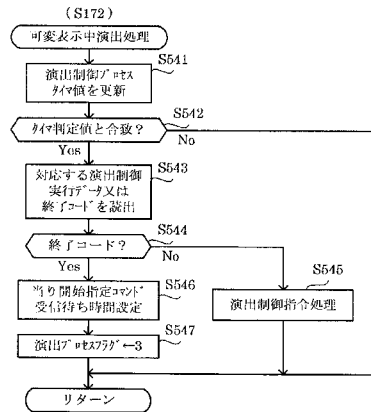 (S172)
可変表示中演出処理
S541
演出制御ﾌﾟﾛｾｽ
ﾀｲﾏ値を更新
S542
ﾀｲﾏ判定値と合致?
No
Yes
S543
対応する演出制御
実行ﾃﾞｰﾀ又は
終了ｺｰﾄﾞを読出
S544
終了ｺｰﾄﾞ?
No
Yes
S545
S546
当り開始指定ｺﾏﾝﾄﾞ
受信待ち時間設定
演出制御指令処理
S547
演出ﾌﾟﾛｾｽﾌﾗｸﾞ←3
リターン